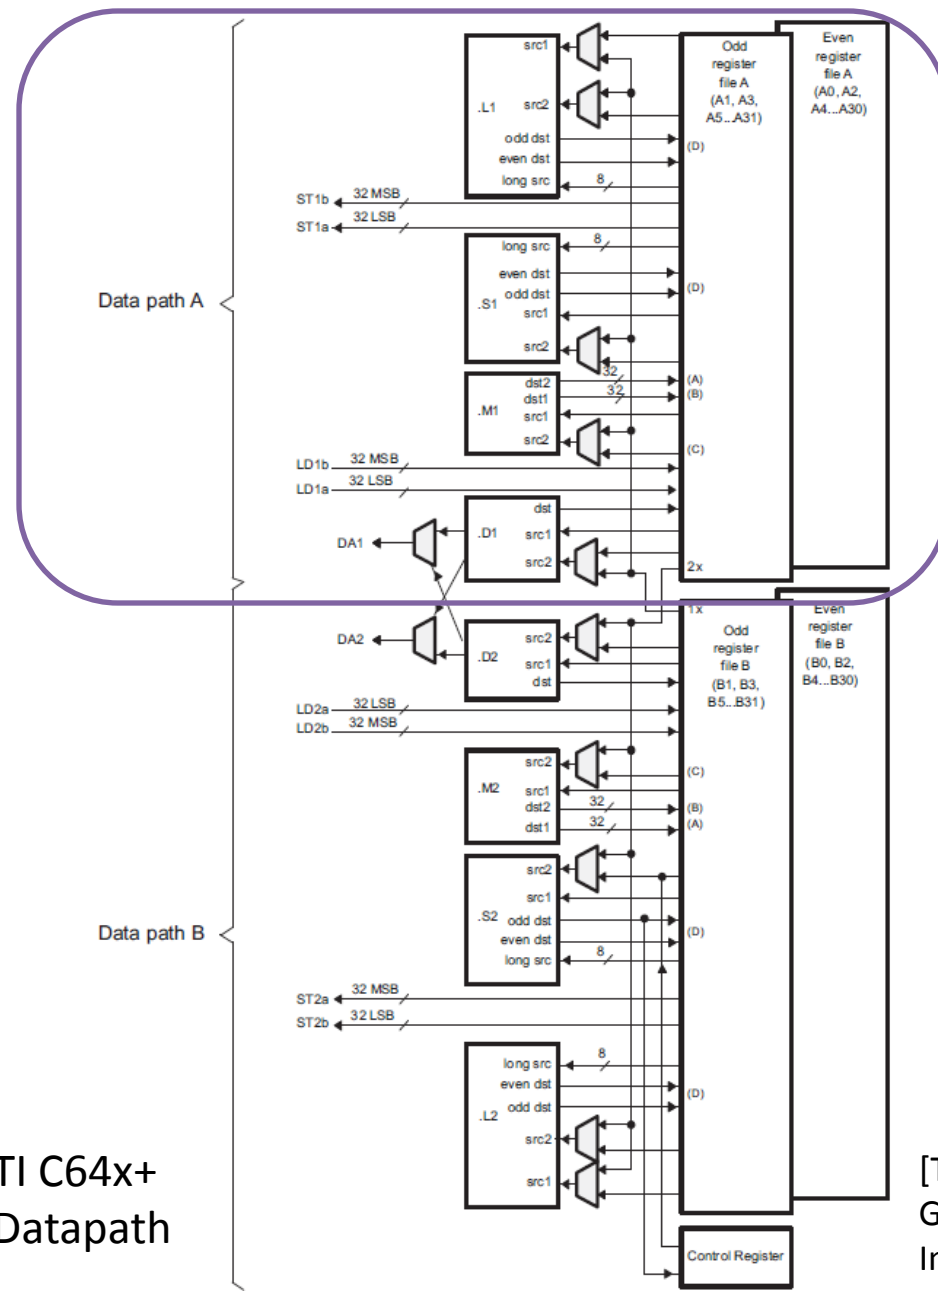 src1
src2
.L1
odd dst
even dst
long src
8
Odd
register
file A
(A1, A3,
A5...A31)
Even
register
file A
(A0, A2,
A4...A30)
(D)
ST1b
32 MSB
ST1a
32 LSB
long src
8
even dst
odd dst
.S1
src1
src2
(D)
Data path A
32
dst2
32
dst1
.M1
src1
src2
(A)
(B)
(C)
LD1b
32 MSB
LD1a
32 LSB
dst
.D1
src1
src2
DA1
2x
1x
DA2
src2
.D2
src1
dst
Odd
register
file B
(B1, B3,
B5...B31)
Even
register
file B
(B0, B2,
B4...B30)
LD2a
32 LSB
LD2b
32 MSB
src2
.M2
src1
dst2
32
dst1
32
(C)
(B)
(A)
src2
src1
.S2
odd dst
even dst
long src
8
(D)
Data path B
ST2a
32 MSB
ST2b
32 LSB
long src
8
even dst
odd dst
.L2
src2
src1
(D)
Control Register
TI C64x+
Datapath
[T
G
In